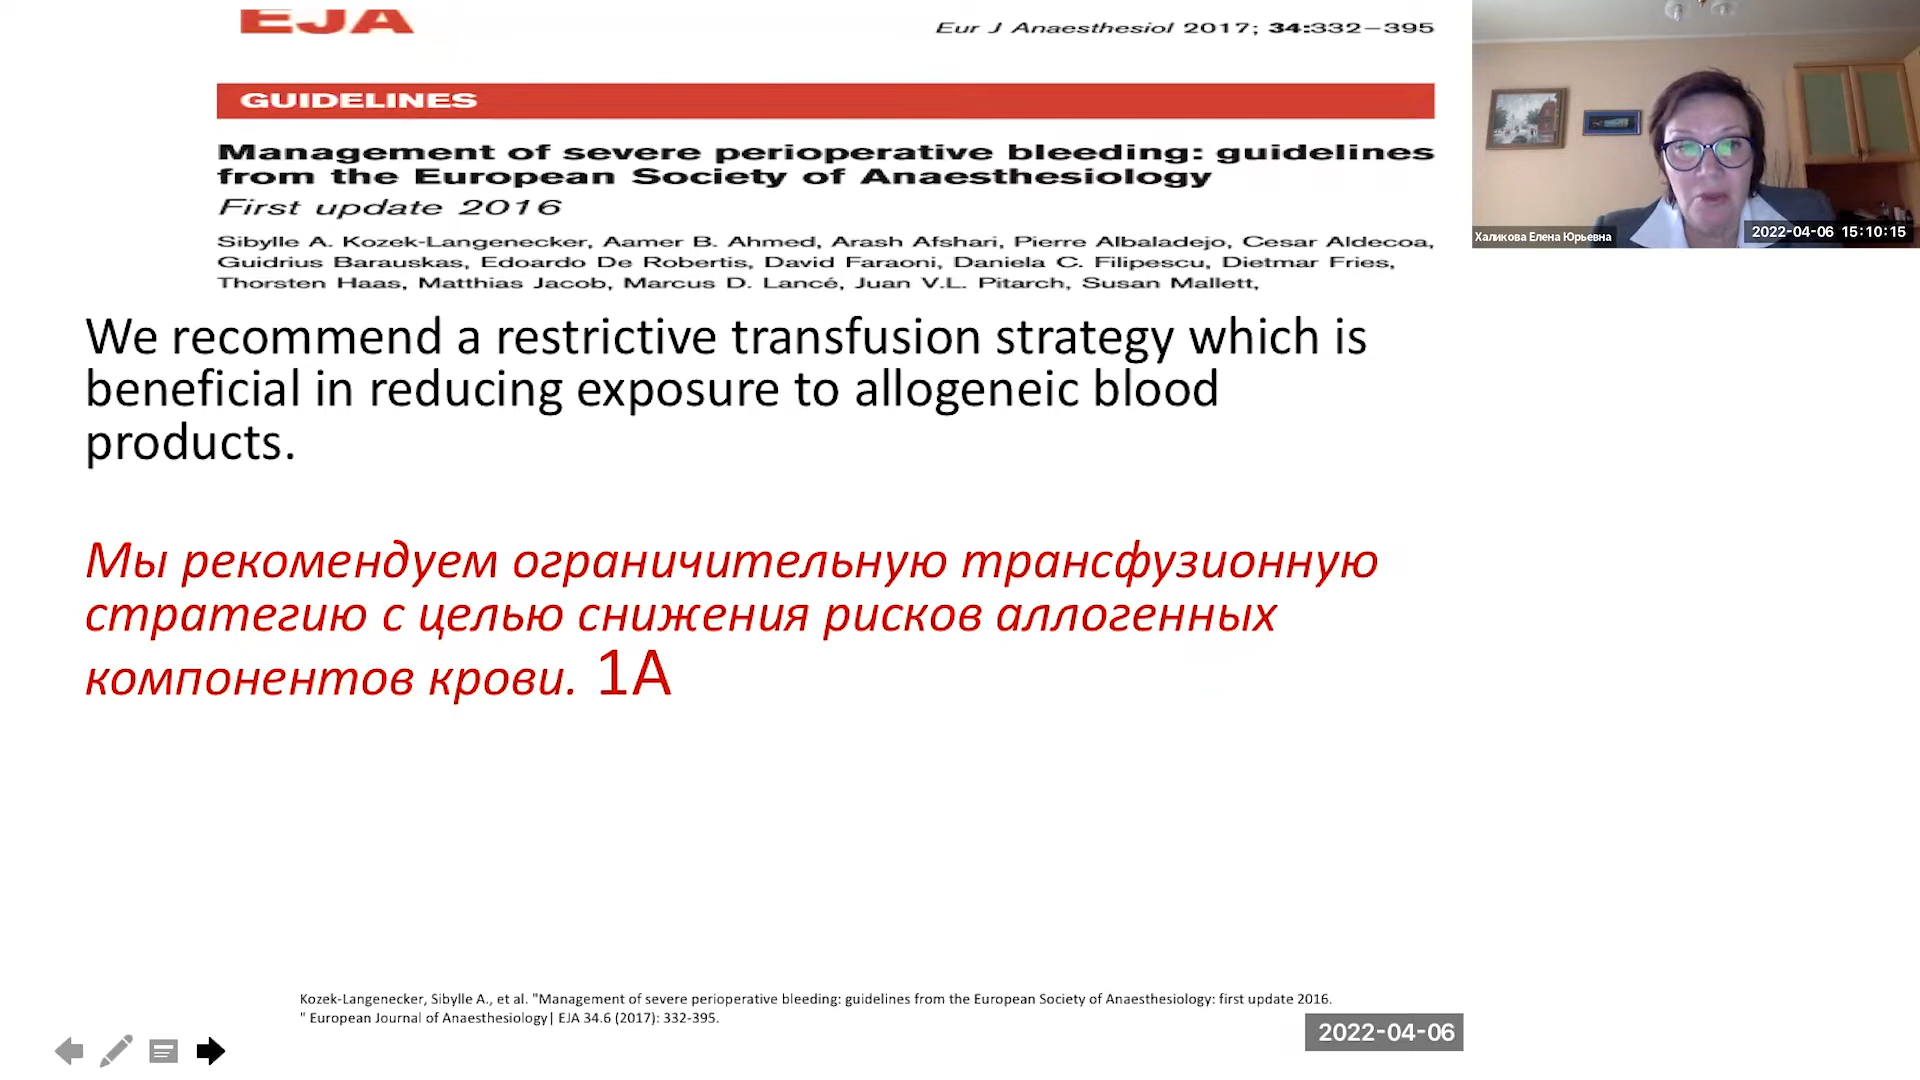 EJA
Eur J Anaesthesiol 2017; 34:332–395
GUIDELINES
Management of severe perioperative bleeding: guidelines
from the European Society of Anaesthesiology
First update 2016
Sibylle A. Kozek-Langenecker, Aamer B. Ahmed, Arash Afshari, Pierre Albaladejo, Cesar Aldecoa,
Guidrius Barauskas, Edoardo De Robertis, David Faraoni, Daniela C. Filipescu, Dietmar Fries,
Thorsten Haas, Matthias Jacob, Marcus D. Lancé, Juan V.L. Pitarch, Susan Mallett,
Халикова Елена Юрьевна
2022-04-06 15:10:15
We recommend a restrictive transfusion strategy which is
beneficial in reducing exposure to allogeneic blood
products.
Мы рекомендуем ограничительную трансфузионную
стратегию с целью снижения рисков аллогенных
компонентов крови. 1А
Kozek-Langenecker, Sibylle A., et al. "Management of severe perioperative bleeding: guidelines from the European Society of Anaesthesiology: first update 2016.
" European Journal of Anaesthesiology| EJA 34.6 (2017): 332-395.
2022-04-06